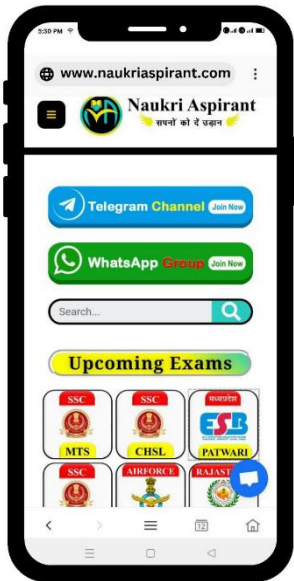 5:30 PM
www.naukriaspirant.com
Naukri Aspirant
सपनों को दें उड़ान
Telegram Channel Join Now
WhatsApp Group Join Now
Search...
Upcoming Exams
SSC SSC मध्यप्रदेश
ESB
MTS CHSL PATWARI
SSC AIRFORCE RAJAST
12